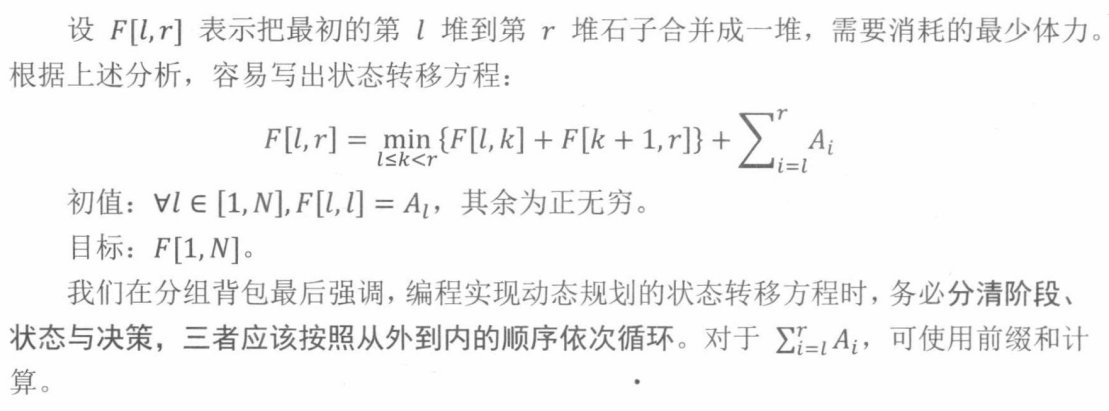 设 F[l,r] 表示把最初的第 l 堆到第 r 堆石子合并成一堆，需要消耗的最少体力。
根据上述分析，容易写出状态转移方程：
F[l,r] = min_{l≤k<r}{F[l,k] + F[k+1,r]} + ∑_{i=l}^{r} A_i
初值：∀l∈[1,N],F[l,l]=A_l，其余为正无穷。
目标：F[1,N]。
我们在分组背包最后强调，编程实现动态规划的状态转移方程时，务必分清阶段、
状态与决策，三者应该按照从外到内的顺序依次循环。对于 ∑_{i=l}^{r} A_i，可使用前缀和计
算。